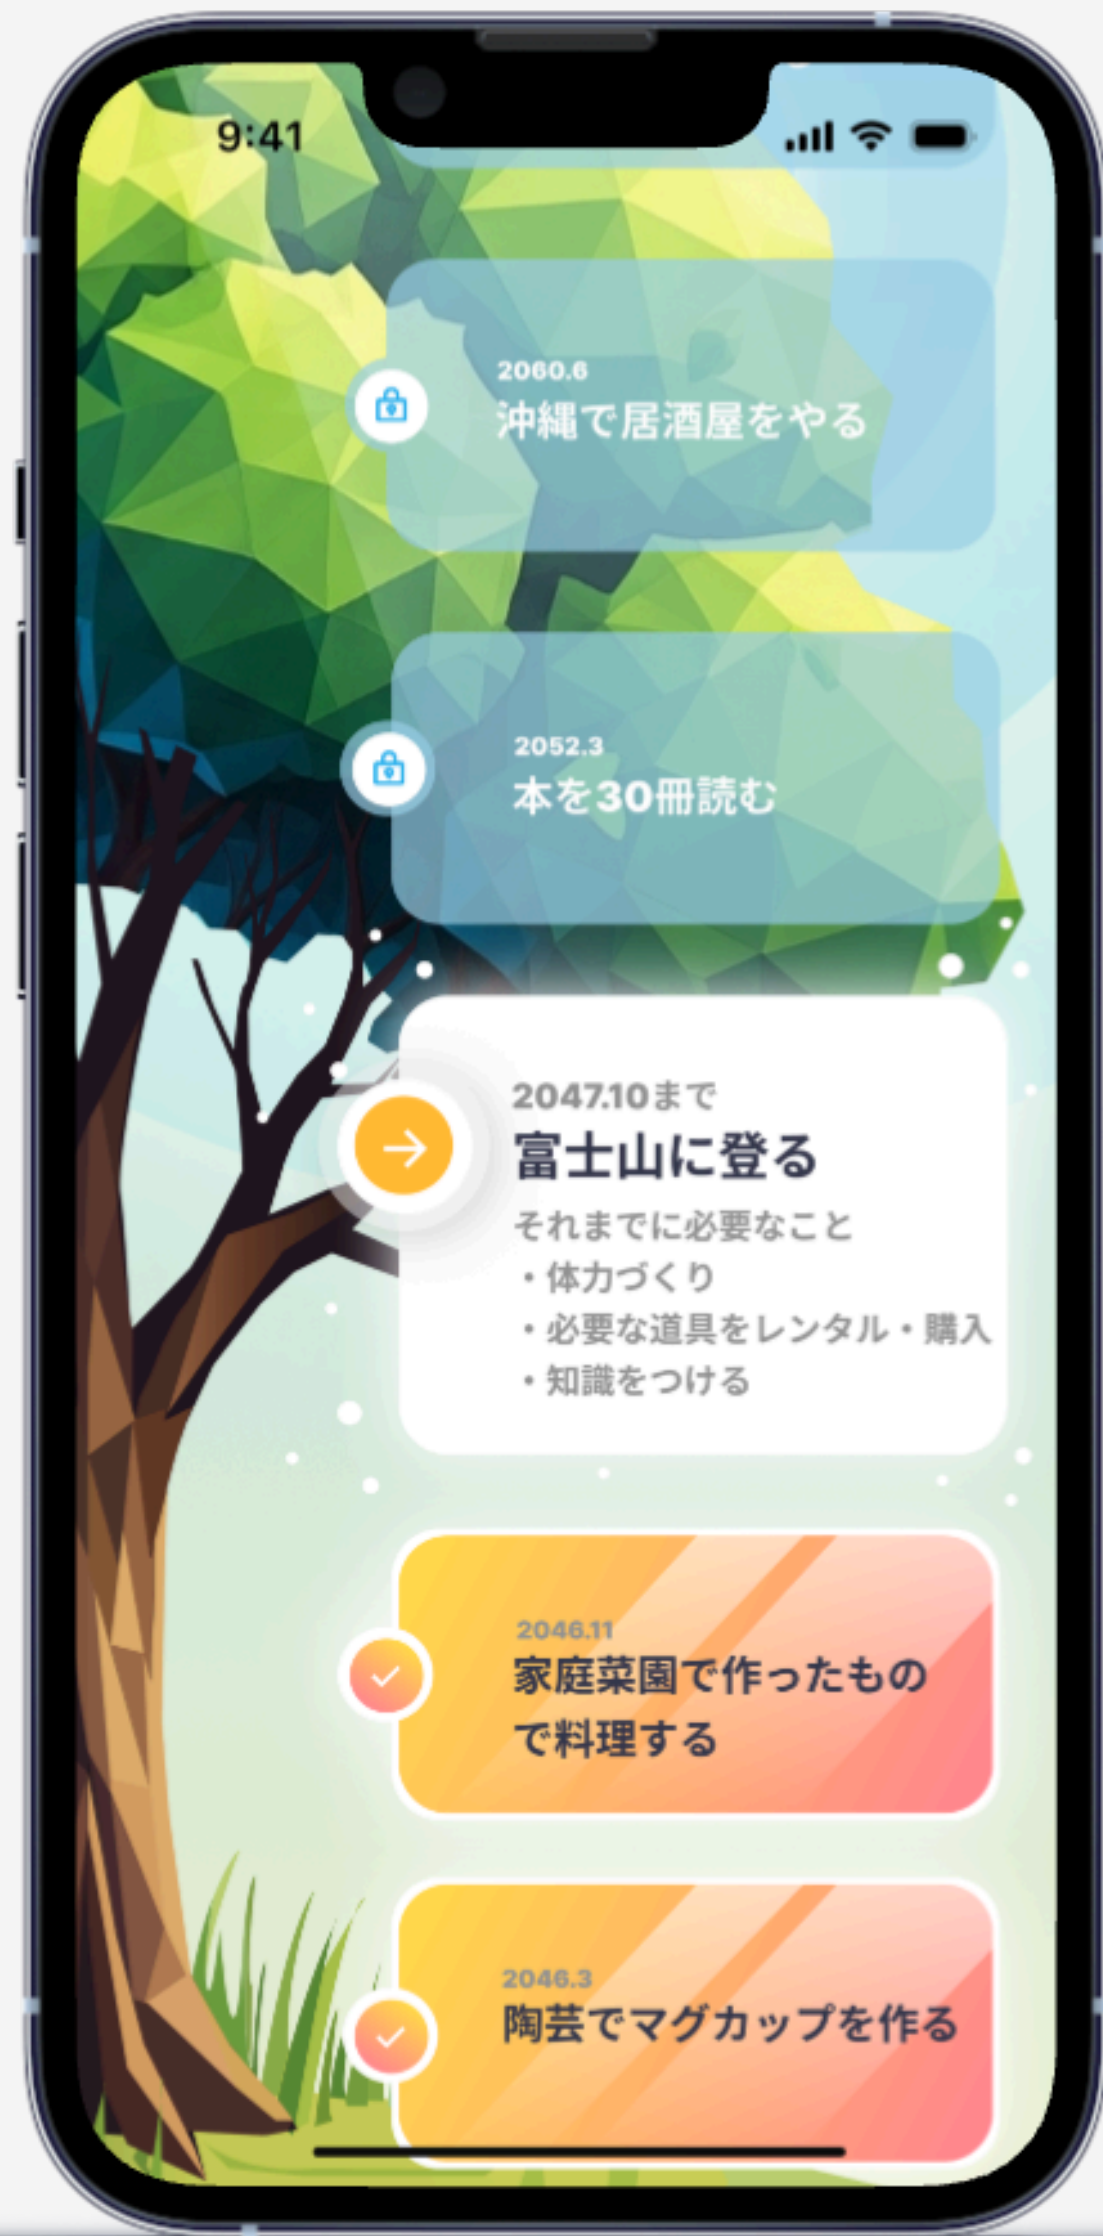 9:41
2060.6
沖縄で居酒屋をやる
2052.3
本を30冊読む
2047.10まで
富士山に登る
それまでに必要なこと
・体力づくり
・必要な道具をレンタル・購入
・知識をつける
2046.11
家庭菜園で作ったもの
で料理する
2046.3
陶芸でマグカップを作る